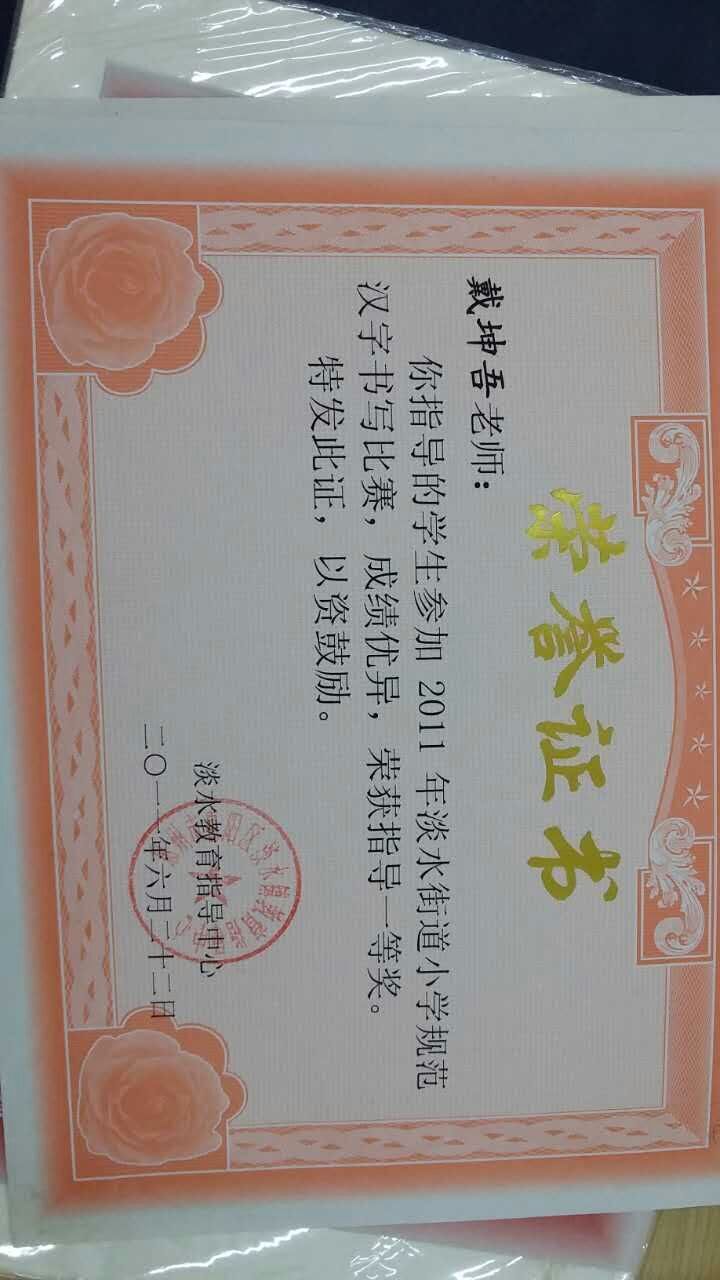 荣誉证书
戴坤吾老师：
你指导的学生参加 2011 年淡水街道小学规范
汉字书写比赛，成绩优异，荣获指导一等奖。
特发此证，以资鼓励。
淡水教育指导中心
二〇一一年六月二十二日